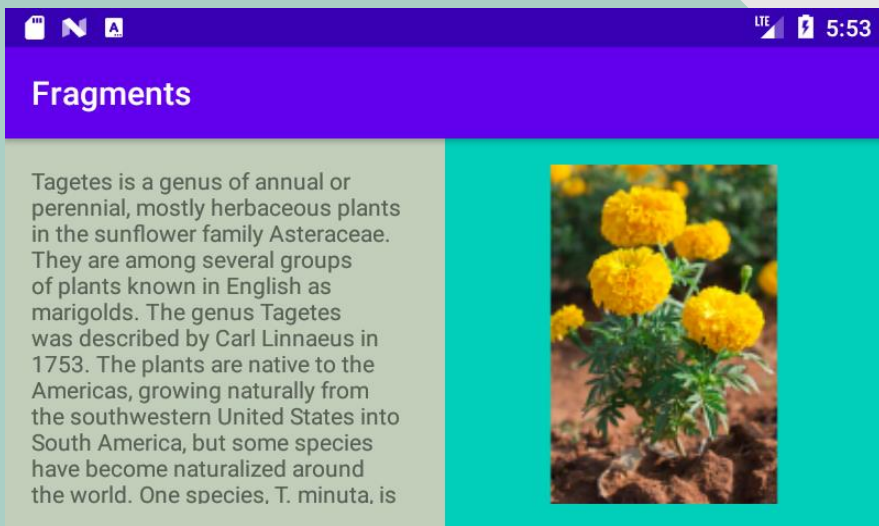 LTE
5:53
Fragments
Tagetes is a genus of annual or
perennial, mostly herbaceous plants
in the sunflower family Asteraceae.
They are among several groups
of plants known in English as
marigolds. The genus Tagetes
was described by Carl Linnaeus in
1753. The plants are native to the
Americas, growing naturally from
the southwestern United States into
South America, but some species
have become naturalized around
the world. One species, T. minuta, is